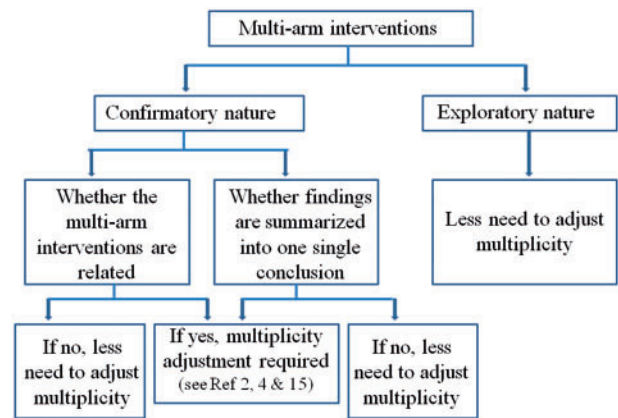 Multi-arm interventions
Confirmatory nature
Exploratory nature
Whether the
multi-arm
interventions are
related
Whether findings
are summarized
into one single
conclusion
Less need to adjust
multiplicity
If no, less
need to adjust
multiplicity
If yes, multiplicity
adjustment required
(see Ref 2, 4 & 15)
If no, less
need to adjust
multiplicity